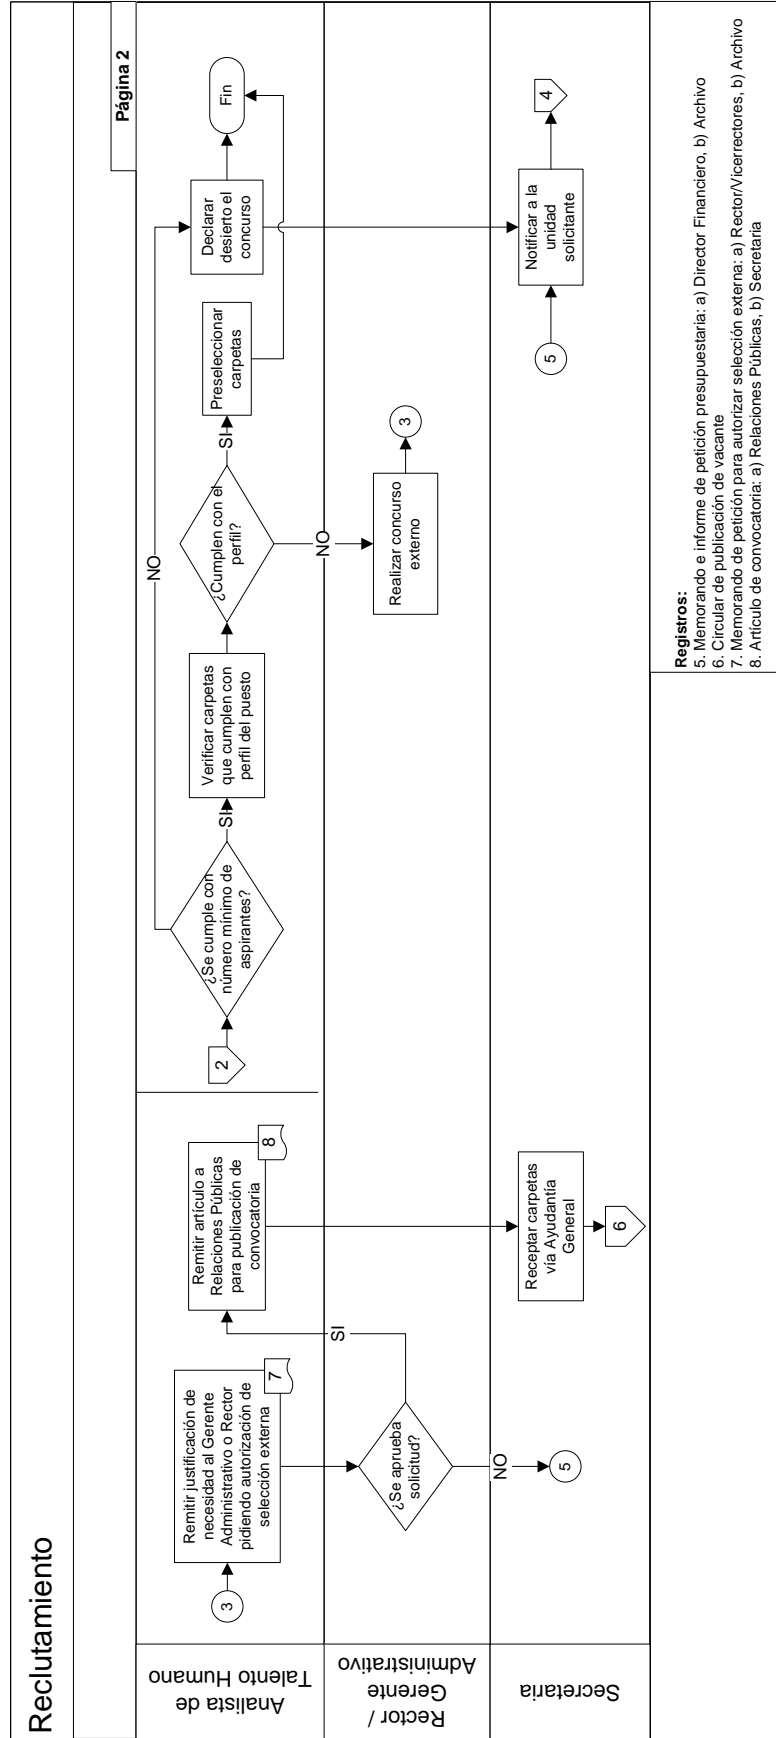 Reclutamiento
Página 2
Analista de
Talento Humano
3
Remitir justificación de
necesidad al Gerente
Administrativo o Rector
pidiendo autorización de
selección externa
7
Remitir artículo a
Relaciones Públicas
para publicación de
convocatoria
8
2
¿Se cumple con
número mínimo de
aspirantes?
NO
SI
Verificar carpetas
que cumplen con
perfil del puesto
¿Cumplen con el
perfil?
SI
Preseleccionar
carpetas
Declarar
desierto el
concurso
Fin
Rector /
Gerente
Administrativo
¿Se aprueba
solicitud?
SI
NO
Realizar concurso
externo
3
Secretaria
NO
5
Receptar carpetas
vía Ayudantía
General
6
5
Notificar a la
unidad
solicitante
4
Registros:
5. Memorando e informe de petición presupuestaria: a) Director Financiero, b) Archivo
6. Circular de publicación de vacante
7. Memorando de petición para autorizar selección externa: a) Rector/Vicerrectores, b) Archivo
8. Artículo de convocatoria: a) Relaciones Públicas, b) Secretaría